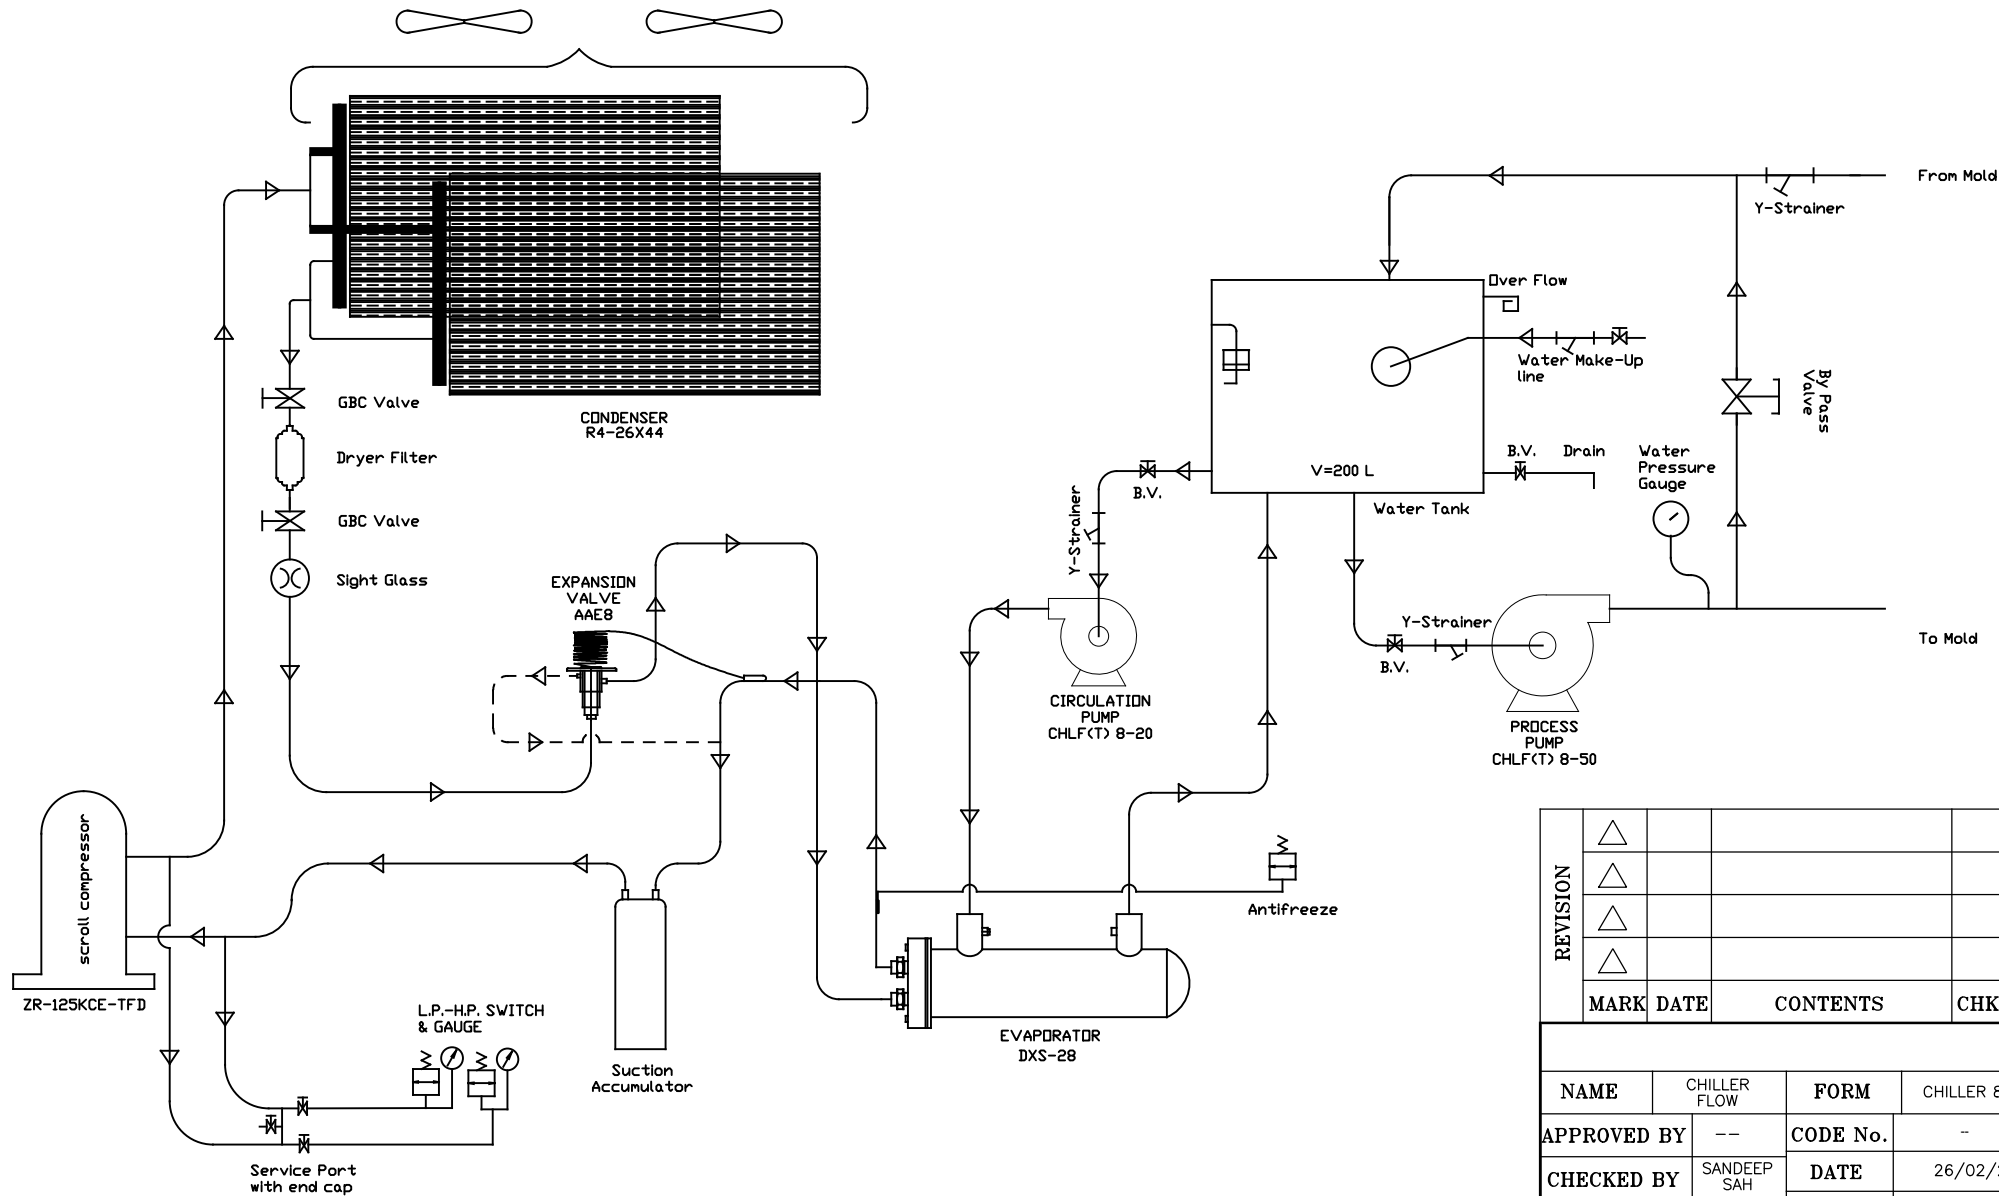 From Mold
Y-Strainer
Over Flow
Water Make-Up
line
By Pass
Valve
GBC Valve
CONDENSER
R4-26X44
Dryer Filter
B.V.
Drain
Water
Pressure
Gauge
V=200 L
B.V.
Water Tank
Y-Strainer
GBC Valve
Sight Glass
EXPANSION
VALVE
AAE8
Y-Strainer
B.V.
To Mold
CIRCULATION
PUMP
CHLF(T) 8-20
PROCESS
PUMP
CHLF(T) 8-50
scroll compressor
ZR-125KCE-TFD
Antifreeze
L.P.-H.P. SWITCH
& GAUGE
EVAPORATOR
DXS-28
Suction
Accumulator
Service Port
with end cap
REVISION
MARK DATE CONTENTS CHK
NAME CHILLER
FLOW FORM CHILLER 8
APPROVED BY -- CODE No. -
CHECKED BY SANDEEP
SAH DATE 26/02/